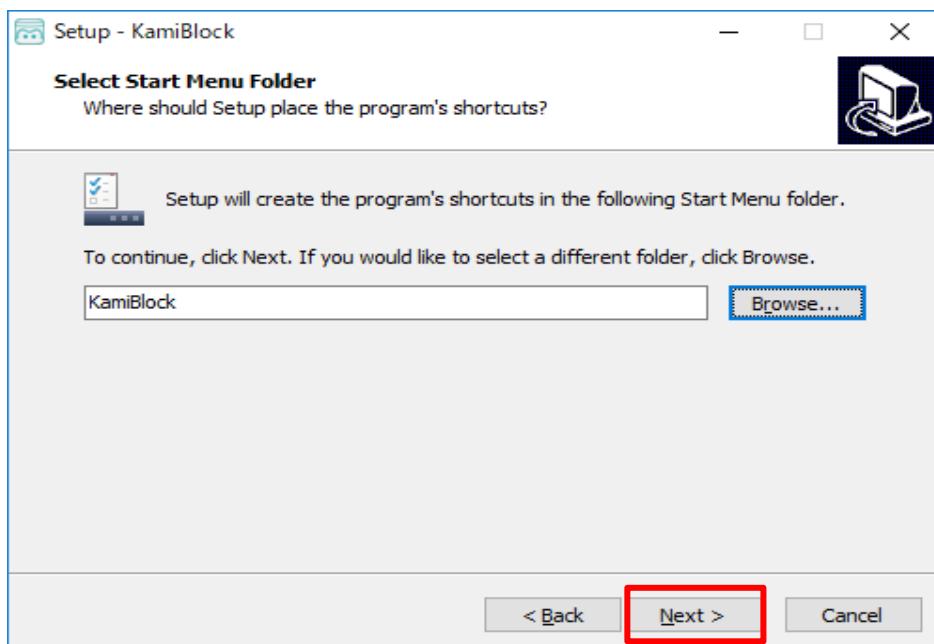 Setup - KamiBlock
Select Start Menu Folder
Where should Setup place the program's shortcuts?
Setup will create the program's shortcuts in the following Start Menu folder.
To continue, click Next. If you would like to select a different folder, click Browse.
KamiBlock
Browse...
< Back
Next >
Cancel